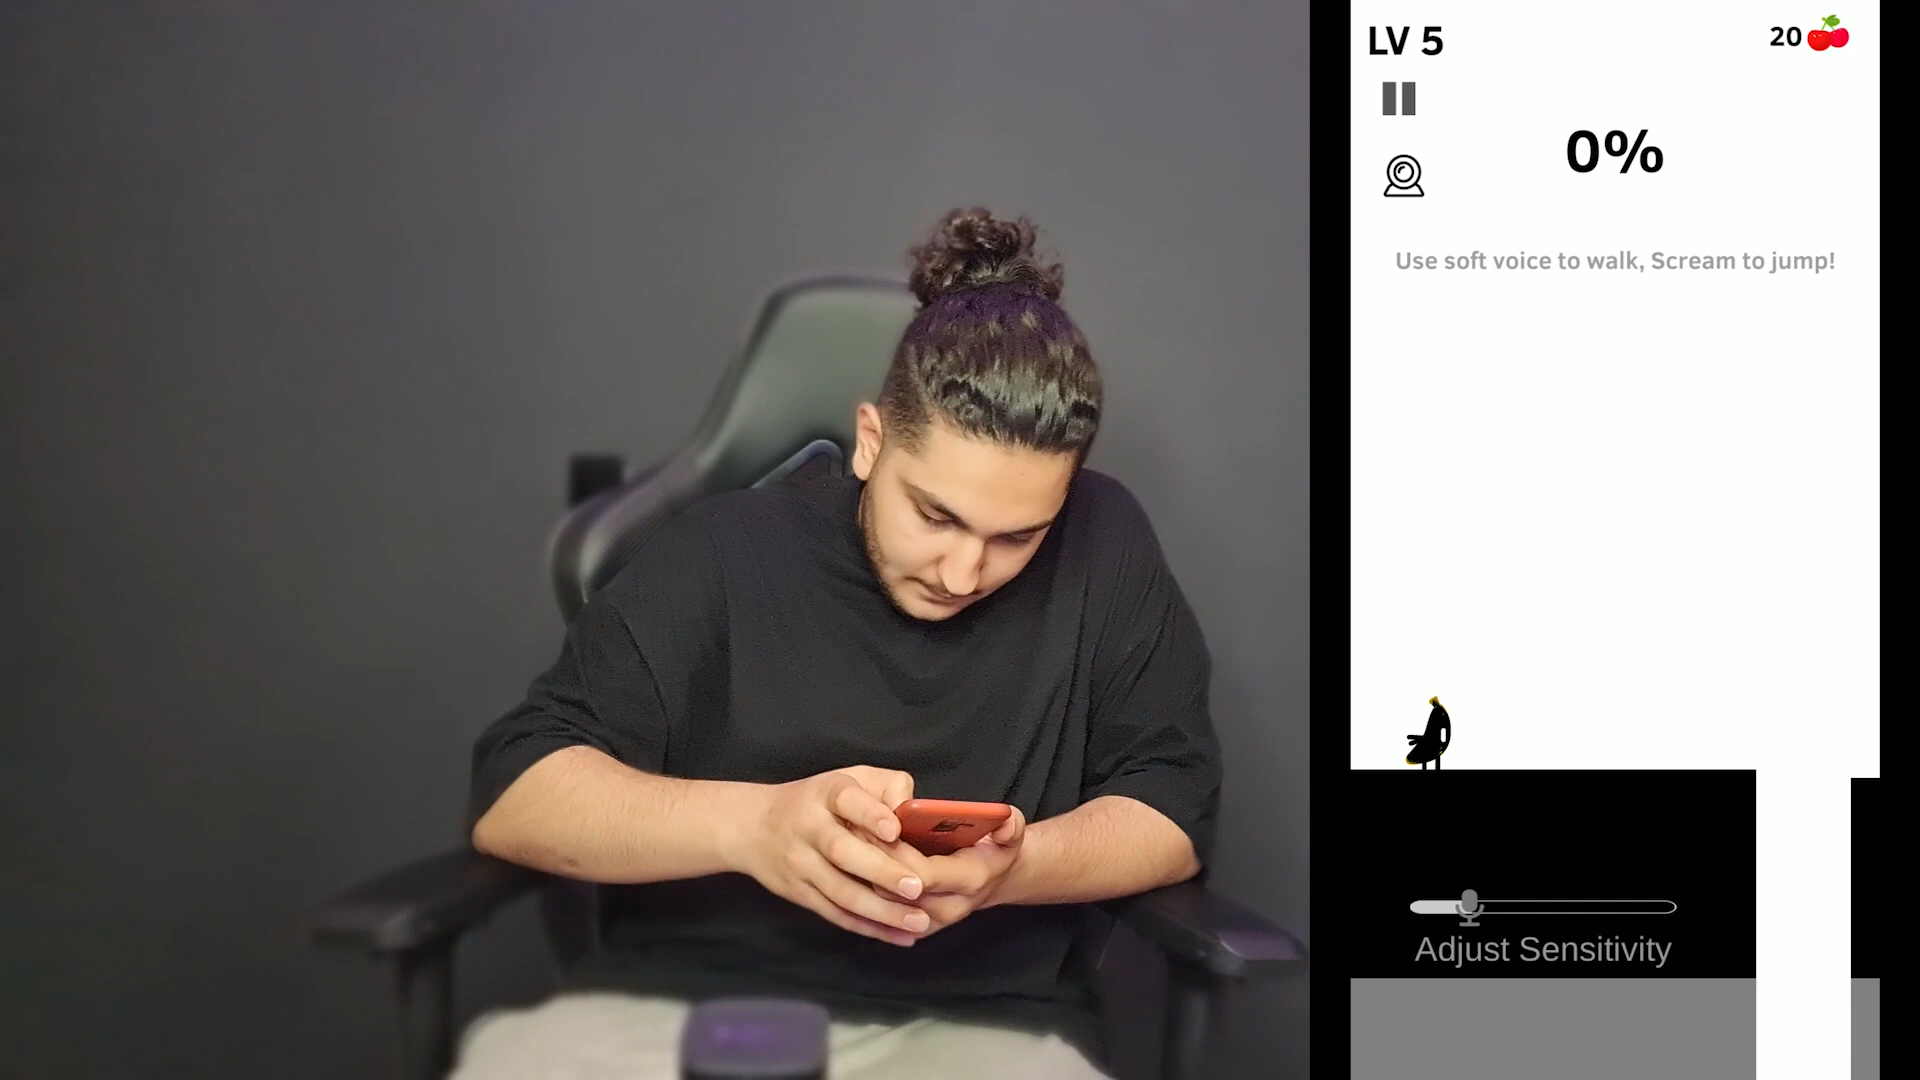 LV 5
20
0%
Use soft voice to walk, Scream to jump!
Adjust Sensitivity